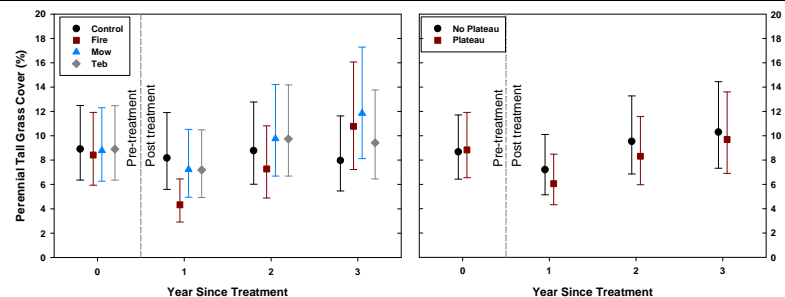 Perennial Tall Grass Cover (%)
20
18
16
14
12
10
8
6
4
2
0
Control
Fire
Mow
Teb
Pre-treatment
Post treatment
0
1
2
3
Year Since Treatment
No Plateau
Plateau
Pre-treatment
Post treatment
20
18
16
14
12
10
8
6
4
2
0
0
1
2
3
Year Since Treatment